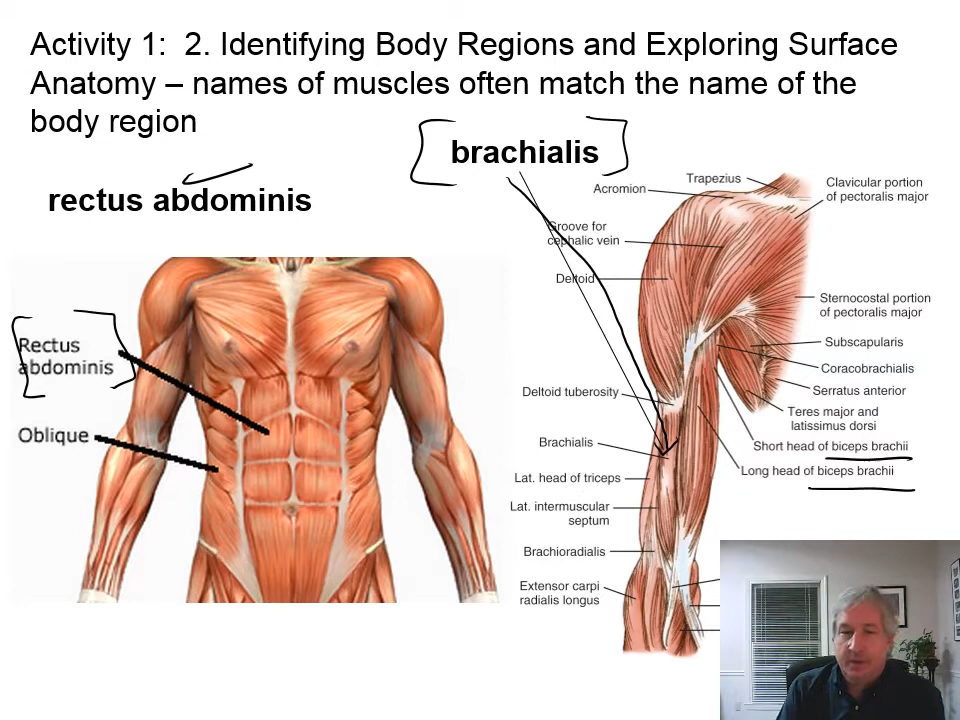 Activity 1:  2. Identifying Body Regions and Exploring Surface
Anatomy – names of muscles often match the name of the
body region
brachialis
rectus abdominis
Rectus
abdominis
Oblique
Trapezius
Acromion
Clavicular portion
of pectoralis major
Groove for
cephalic vein
Deltoid
Sternocostal portion
of pectoralis major
Subscapularis
Coracobrachialis
Serratus anterior
Teres major and
latissimus dorsi
Short head of biceps brachii
Long head of biceps brachii
Deltoid tuberosity
Brachialis
Lat. head of triceps
Lat. intermuscular
septum
Brachioradialis
Extensor carpi
radialis longus